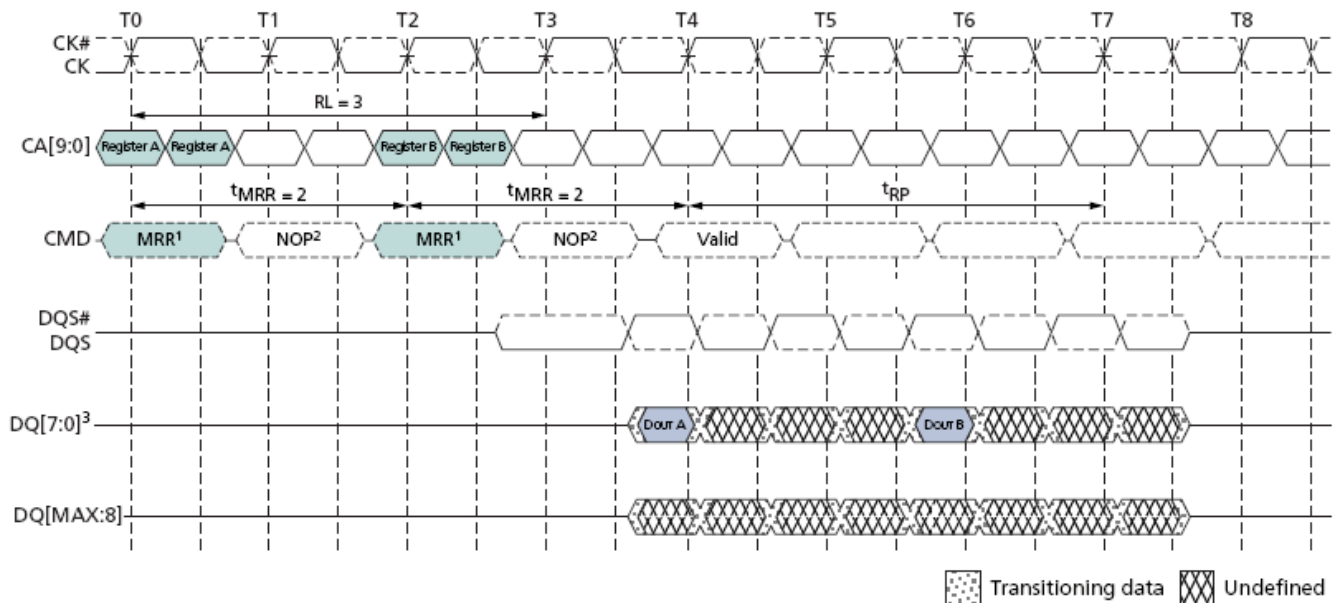 T0 T1 T2 T3 T4 T5 T6 T7 T8
CK#
CK
RL = 3
CA[9:0] Register A Register A Register B Register B
tMRR = 2 tMRR = 2 tRP
CMD MRR1 NOP2 MRR1 NOP2 Valid
DQS#
DQS
DQ[7:0]3 DOUT A DOUT B
DQ[MAX:8]
Transitioning data Undefined